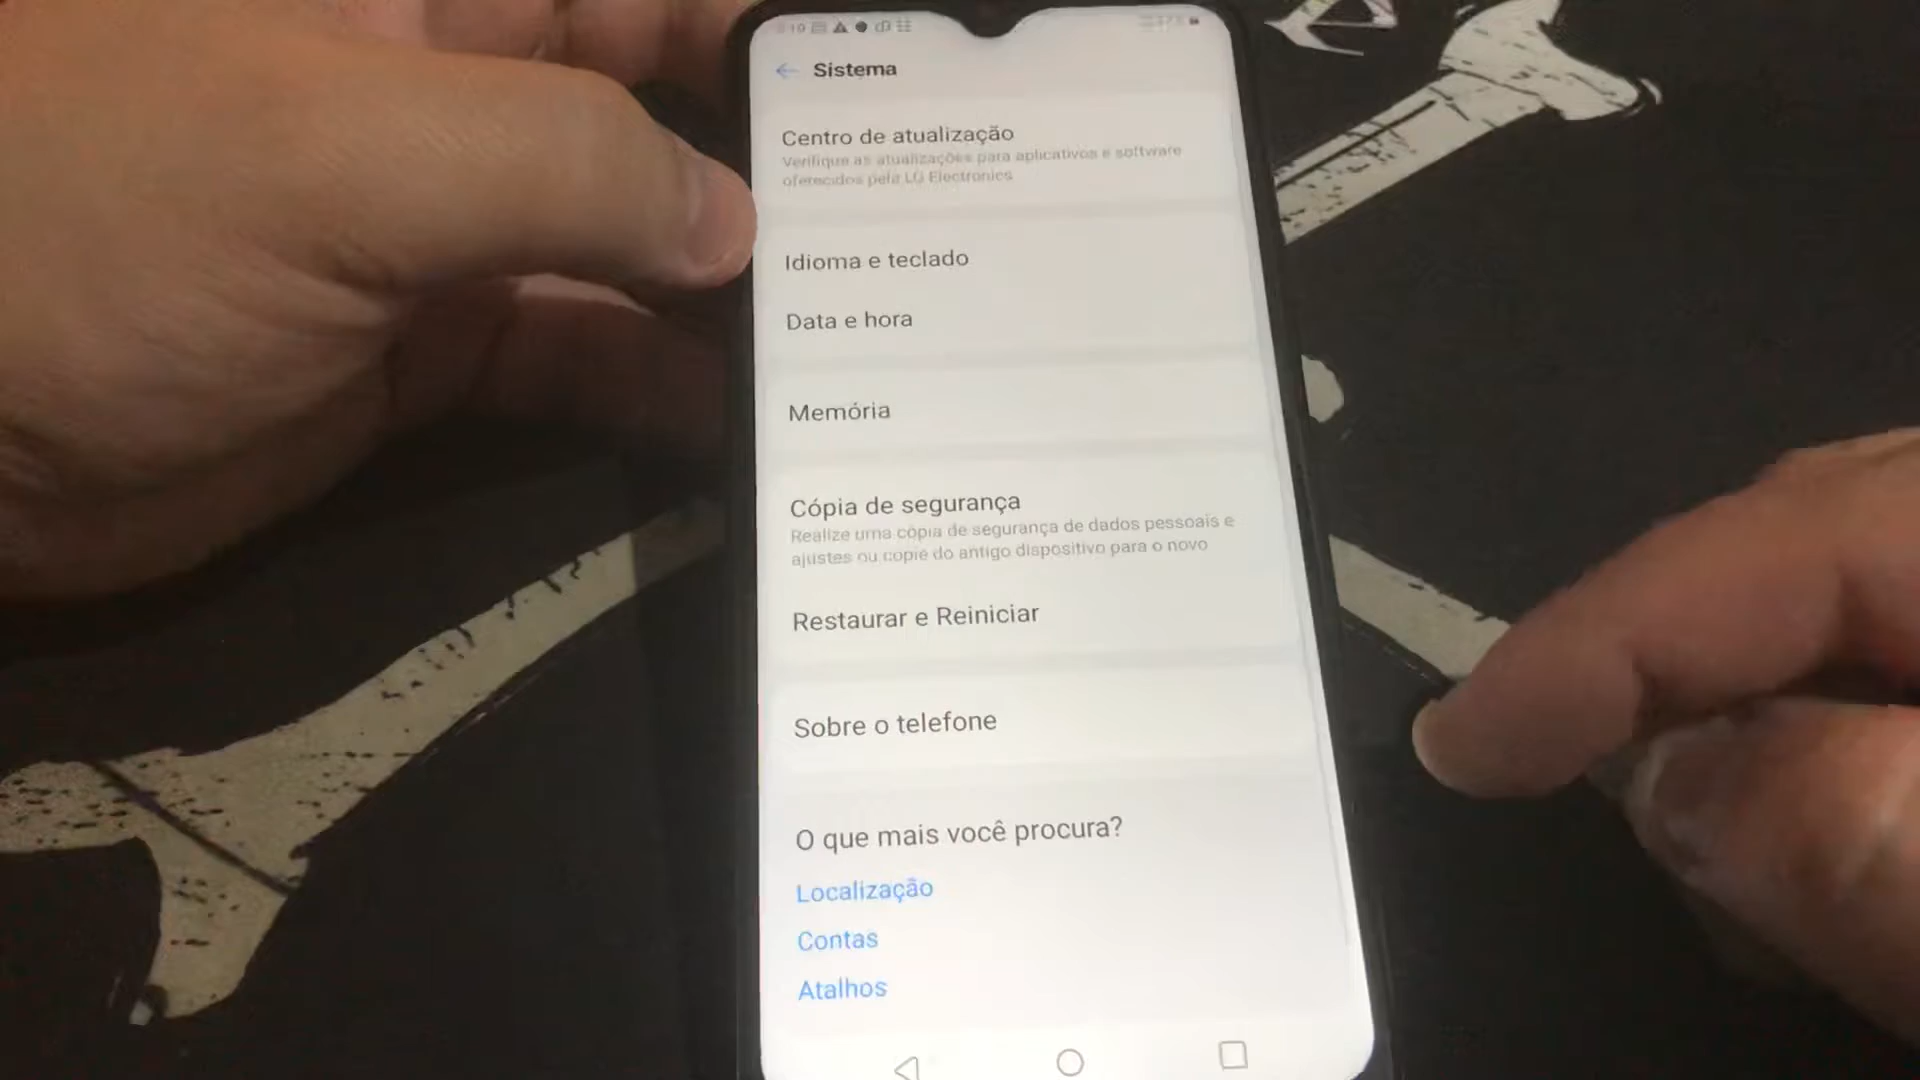 Sistema
Centro de atualização
Verifique as atualizações para aplicativos e software
oferecidos pela LG Electronics
Idioma e teclado
Data e hora
Memória
Cópia de segurança
Realize uma cópia de segurança de dados pessoais e
ajustes ou copie do antigo dispositivo para o novo
Restaurar e Reiniciar
Sobre o telefone
O que mais você procura?
Localização
Contas
Atalhos